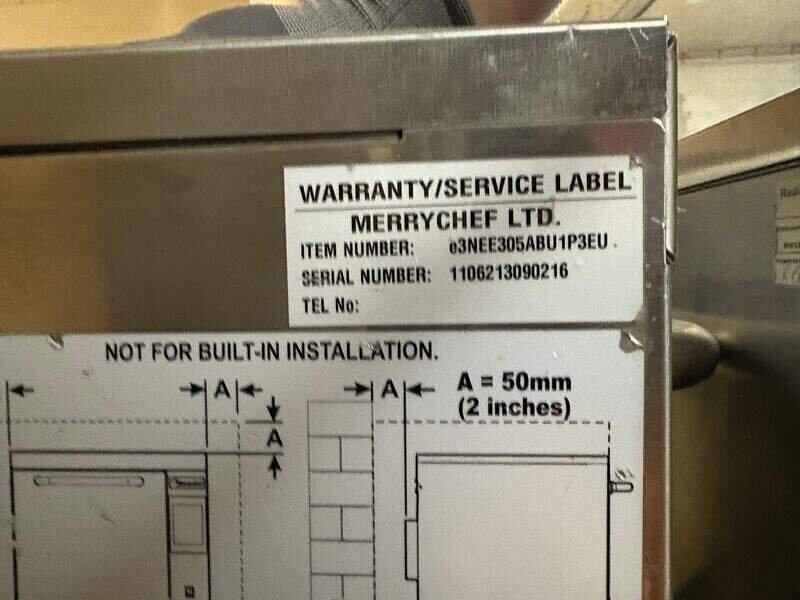 WARRANTY/SERVICE LABEL
MERRYCHEF LTD.
ITEM NUMBER: e3NEE305ABU1P3EU
SERIAL NUMBER: 1106213090216
TEL No:
NOT FOR BUILT-IN INSTALLATION.
A
A
A = 50mm
(2 inches)
A